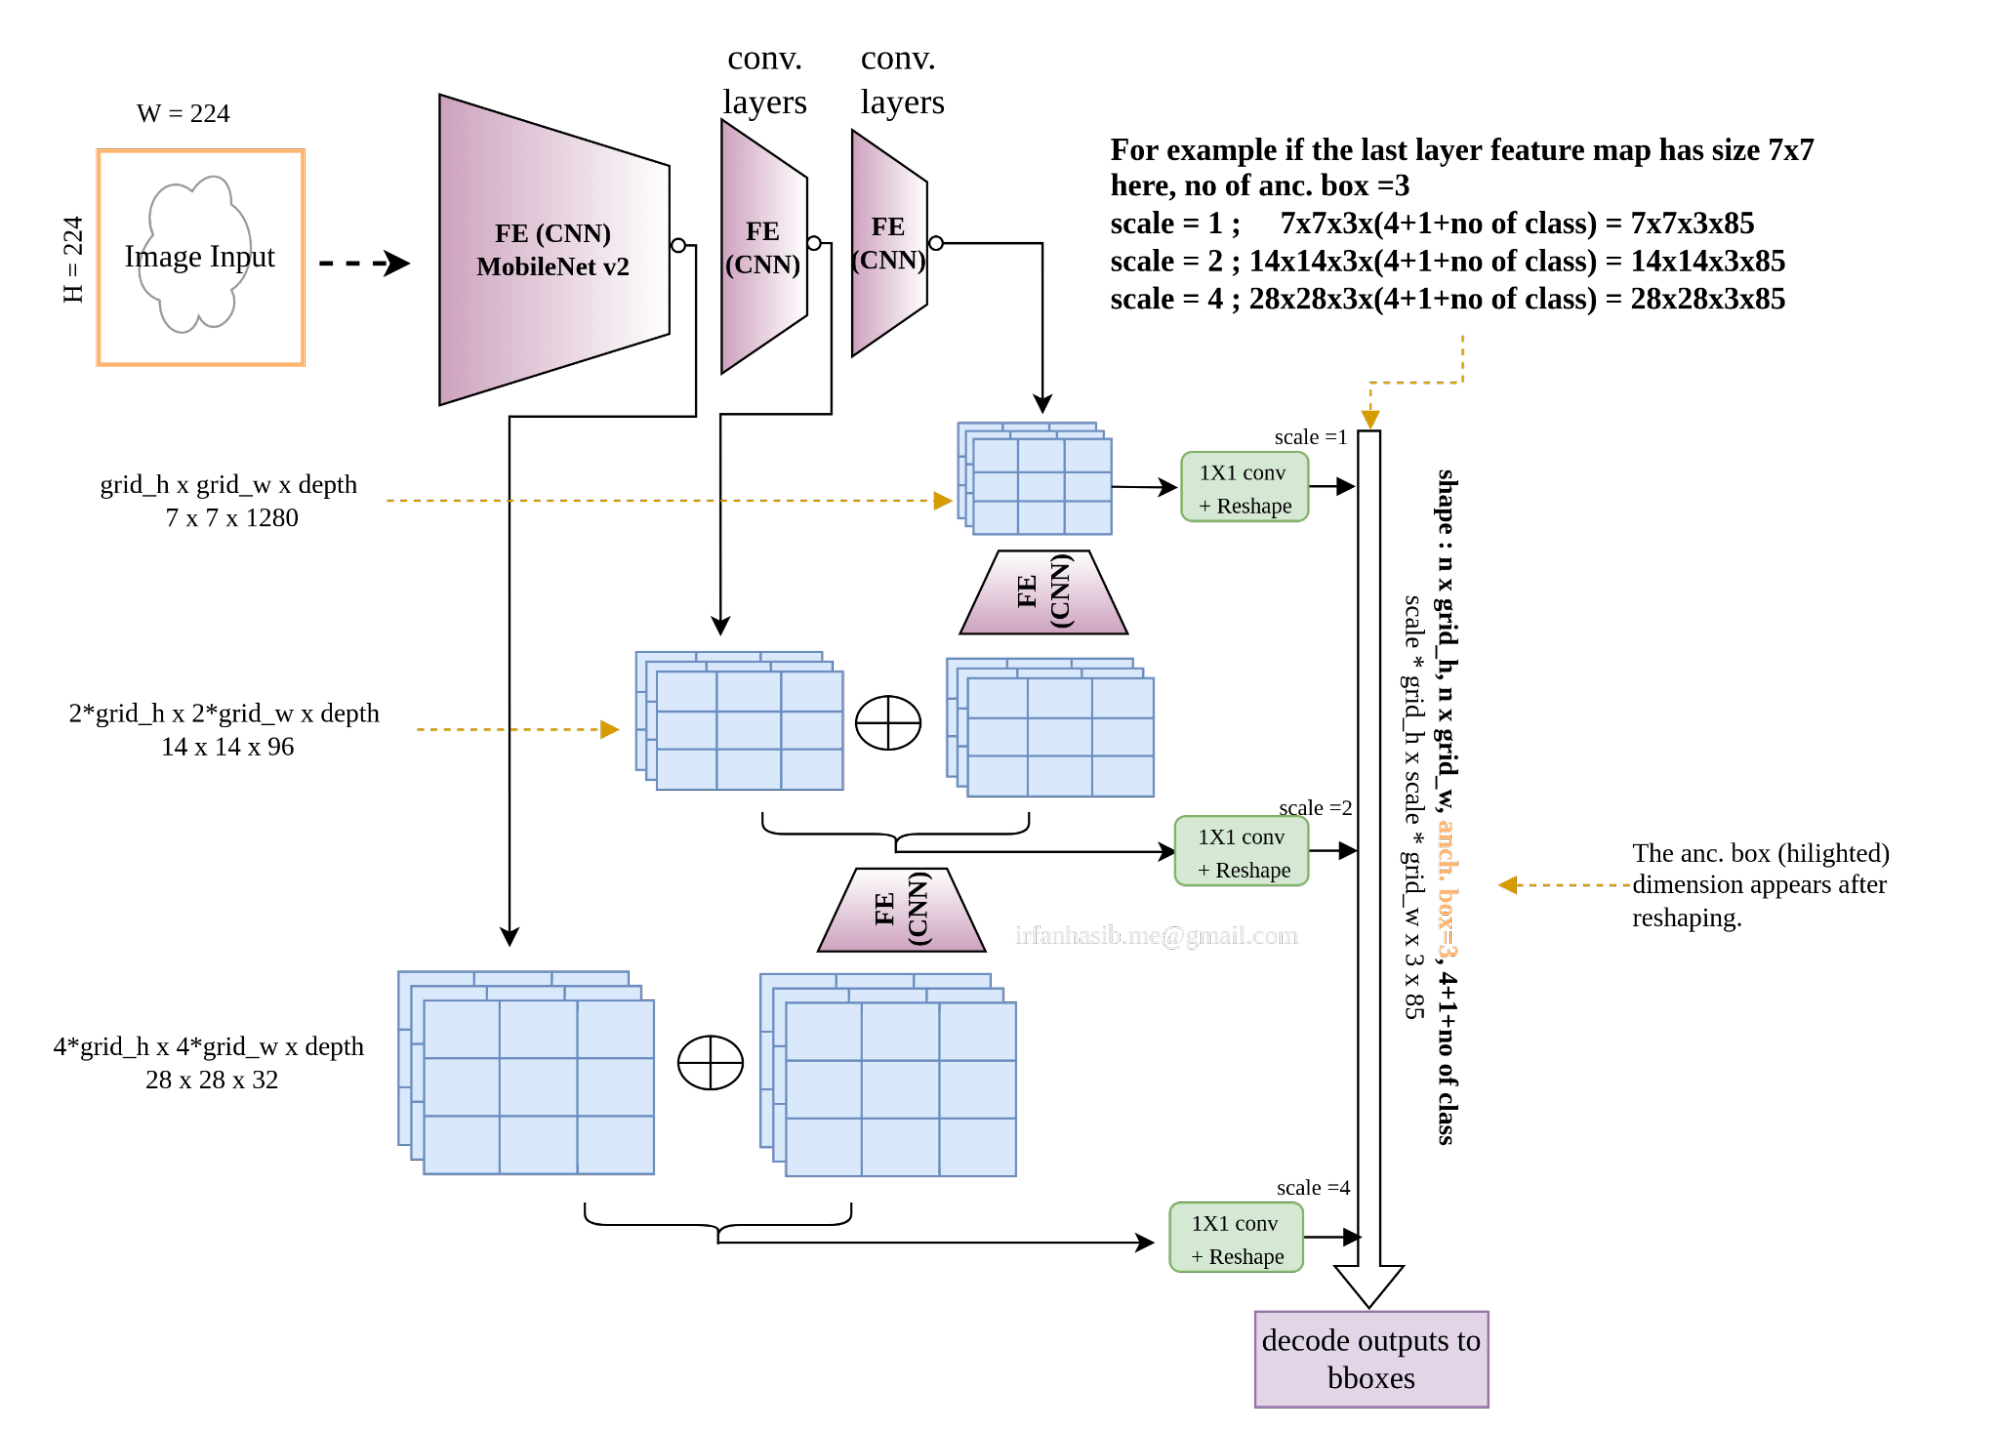 conv.
layers
conv.
layers
W = 224
H = 224
Image Input
FE (CNN)
MobileNet v2
FE
(CNN)
FE
(CNN)
For example if the last layer feature map has size 7x7
here, no of anc. box =3
scale = 1 ; 7x7x3x(4+1+no of class) = 7x7x3x85
scale = 2 ; 14x14x3x(4+1+no of class) = 14x14x3x85
scale = 4 ; 28x28x3x(4+1+no of class) = 28x28x3x85
grid_h x grid_w x depth
7 x 7 x 1280
scale =1
1X1 conv
+ Reshape
FE
(CNN)
2*grid_h x 2*grid_w x depth
14 x 14 x 96
scale =2
1X1 conv
+ Reshape
FE
(CNN)
irfanhasib.me@gmail.com
shape : n x grid_h, n x grid_w, anch. box=3, 4+1+no of class
scale * grid_h x scale * grid_w x 3 x 85
The anc. box (hilighted)
dimension appears after
reshaping.
4*grid_h x 4*grid_w x depth
28 x 28 x 32
scale =4
1X1 conv
+ Reshape
decode outputs to
bboxes